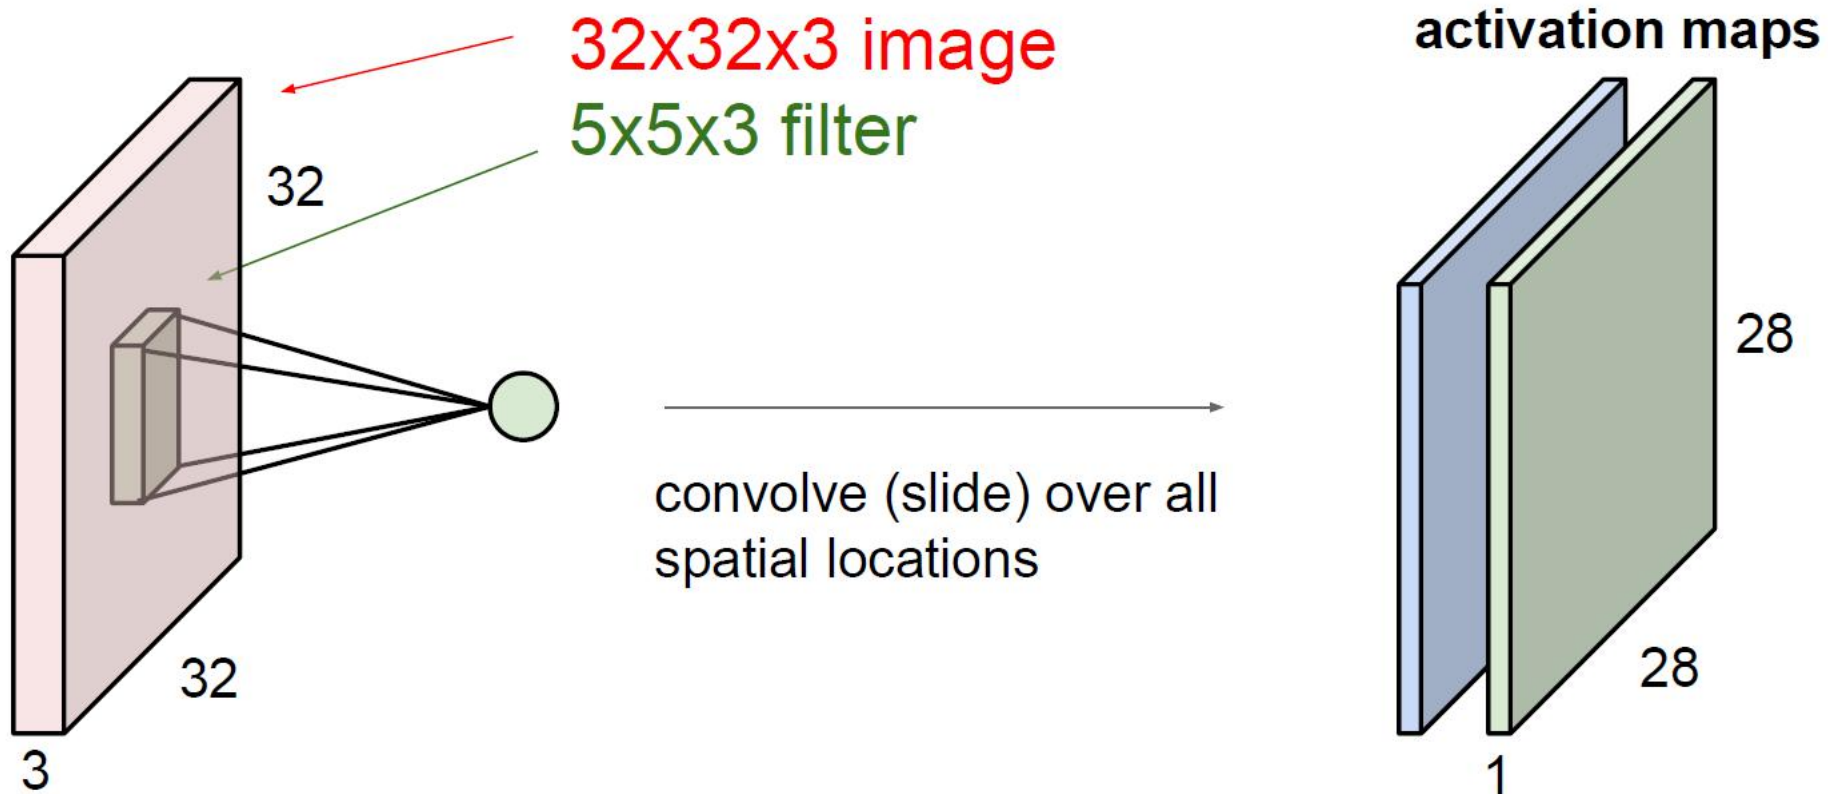 32x32x3 image
5x5x3 filter
32
32
3
convolve (slide) over all
spatial locations
activation maps
28
28
1